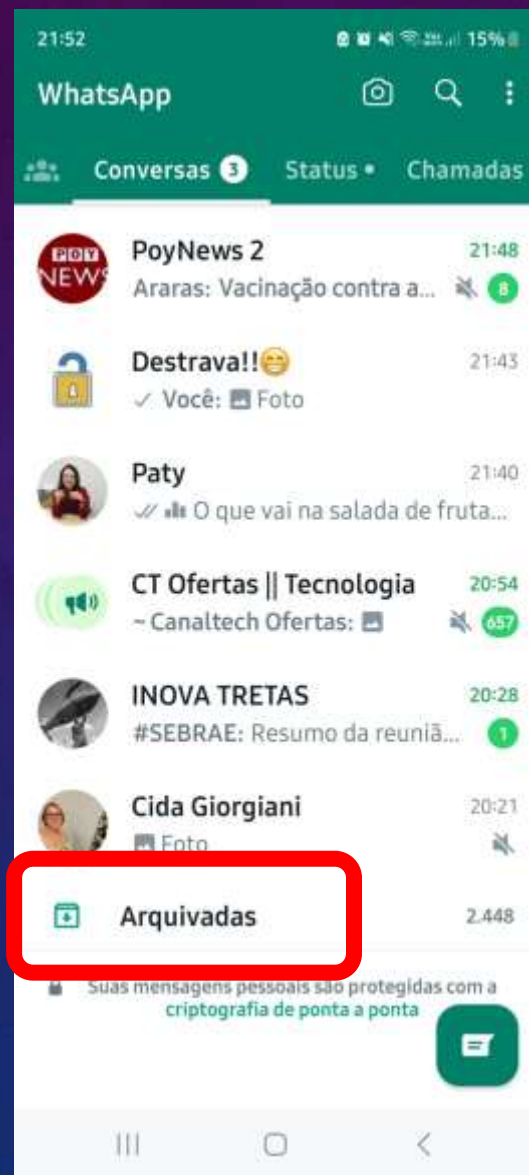 21:52 15%
WhatsApp
Conversas 3 Status • Chamadas
POY NEWS
PoyNews 2 21:48
Araras: Vacinação contra a... 8
Destrava!!😁 21:43
✓ Você: Foto
Paty 21:40
O que vai na salada de fruta...
CT Ofertas || Tecnologia 20:54
~ Canaltech Ofertas: 657
INOVA TRETAS 20:28
#SEBRAE: Resumo da reuniã... 1
Cida Giorgiani 20:21
Foto
Arquivadas 2.448
Suas mensagens pessoais são protegidas com a
criptografia de ponta a ponta